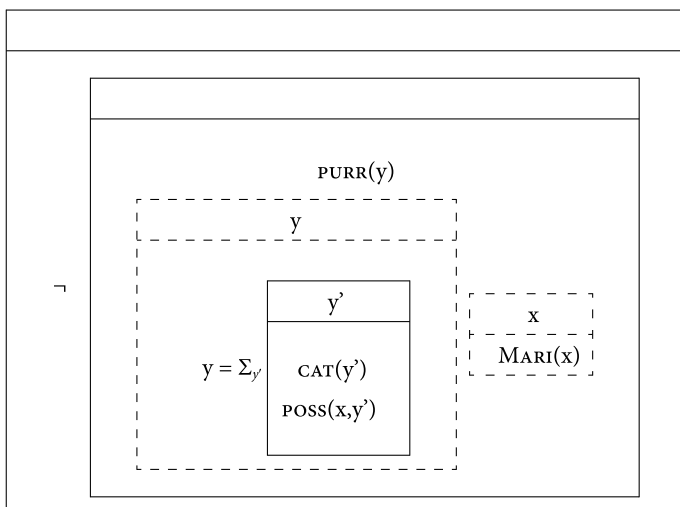 PURR(y)
y
¬
y’
x
y = Σy’
CAT(y’)
MARI(x)
POSS(x,y’)